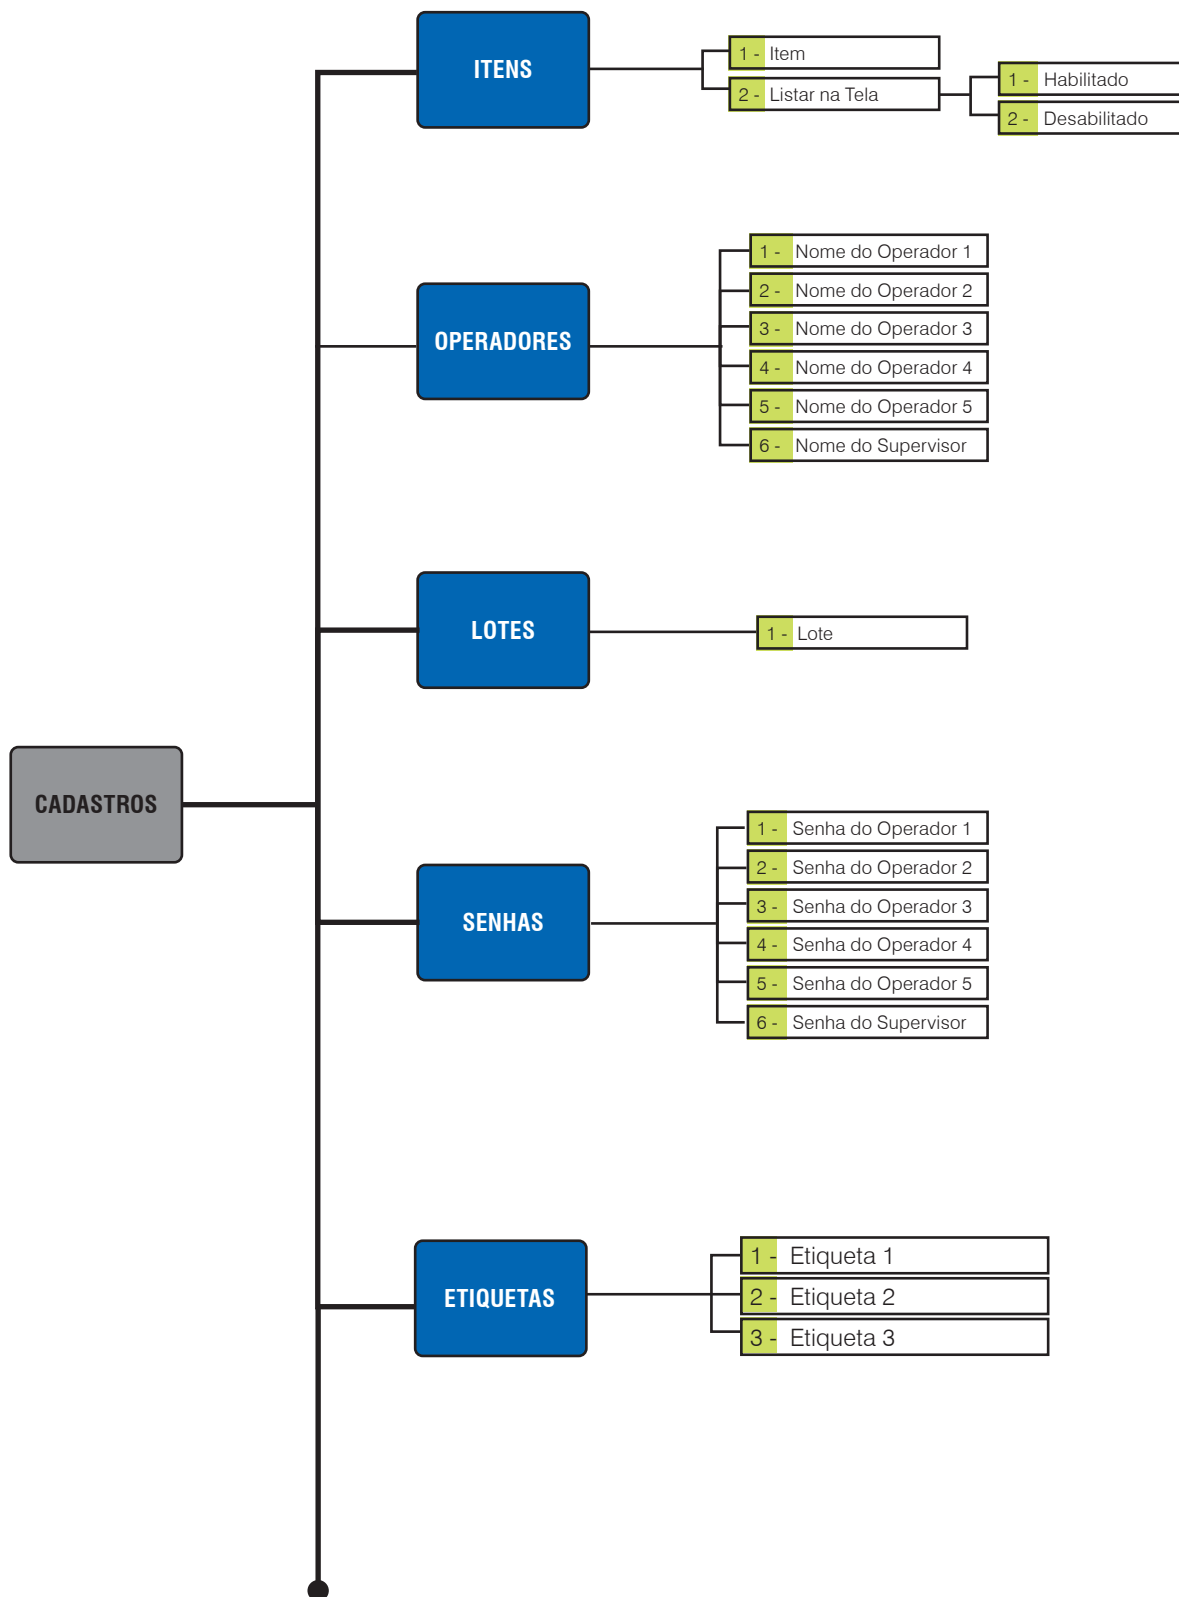 ITENS
1 - Item
2 - Listar na Tela
1 - Habilitado
2 - Desabilitado
OPERADORES
1 - Nome do Operador 1
2 - Nome do Operador 2
3 - Nome do Operador 3
4 - Nome do Operador 4
5 - Nome do Operador 5
6 - Nome do Supervisor
LOTES
1 - Lote
CADASTROS
SENHAS
1 - Senha do Operador 1
2 - Senha do Operador 2
3 - Senha do Operador 3
4 - Senha do Operador 4
5 - Senha do Operador 5
6 - Senha do Supervisor
ETIQUETAS
1 - Etiqueta 1
2 - Etiqueta 2
3 - Etiqueta 3